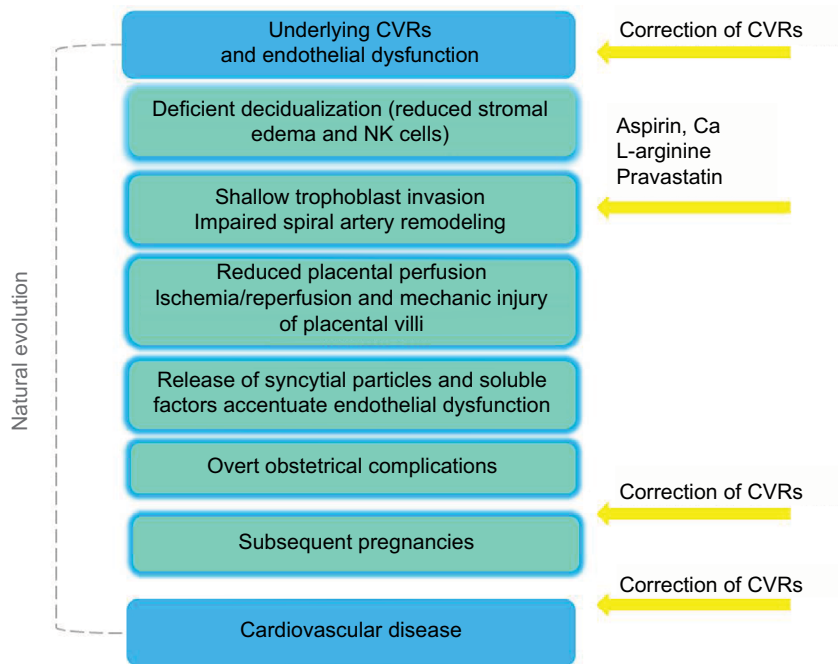 Underlying CVRs
and endothelial dysfunction
Correction of CVRs
Deficient decidualization (reduced stromal
edema and NK cells)
Aspirin, Ca
L-arginine
Pravastatin
Shallow trophoblast invasion
Impaired spiral artery remodeling
Reduced placental perfusion
Ischemia/reperfusion and mechanic injury
of placental villi
Natural evolution
Release of syncytial particles and soluble
factors accentuate endothelial dysfunction
Overt obstetrical complications
Correction of CVRs
Subsequent pregnancies
Correction of CVRs
Cardiovascular disease